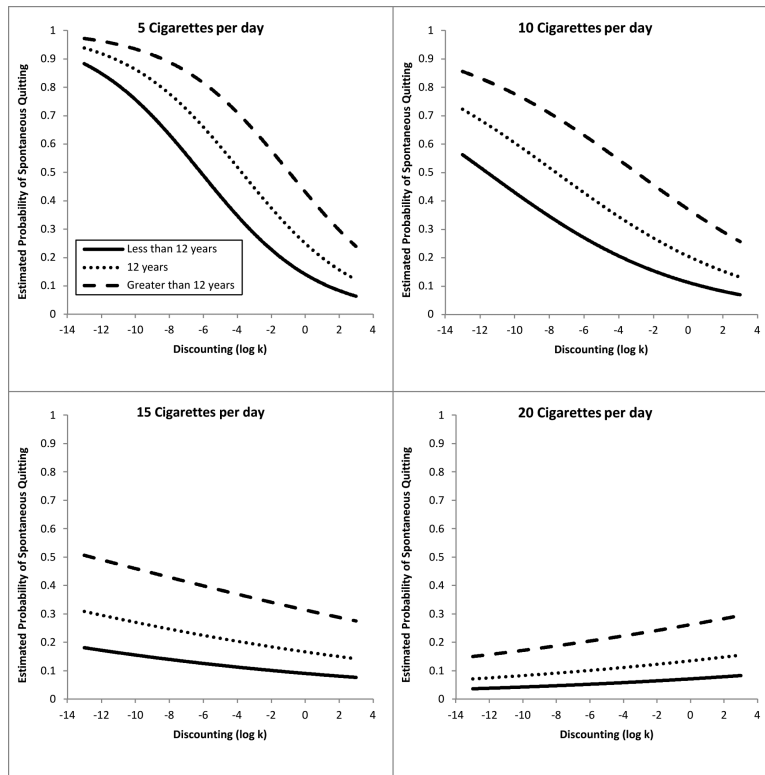 5 Cigarettes per day
Estimated Probability of Spontaneous Quitting
1
0.9
0.8
0.7
0.6
0.5
0.4
0.3
0.2
0.1
0
Less than 12 years
12 years
Greater than 12 years
-14 -12 -10 -8 -6 -4 -2 0 2 4
Discounting (log k)
10 Cigarettes per day
Estimated Probability of Spontaneous Quitting
1
0.9
0.8
0.7
0.6
0.5
0.4
0.3
0.2
0.1
0
-14 -12 -10 -8 -6 -4 -2 0 2 4
Discounting (log k)
15 Cigarettes per day
Estimated Probability of Spontaneous Quitting
1
0.9
0.8
0.7
0.6
0.5
0.4
0.3
0.2
0.1
0
-14 -12 -10 -8 -6 -4 -2 0 2 4
Discounting (log k)
20 Cigarettes per day
Estimated Probability of Spontaneous Quitting
1
0.9
0.8
0.7
0.6
0.5
0.4
0.3
0.2
0.1
0
-14 -12 -10 -8 -6 -4 -2 0 2 4
Discounting (log k)